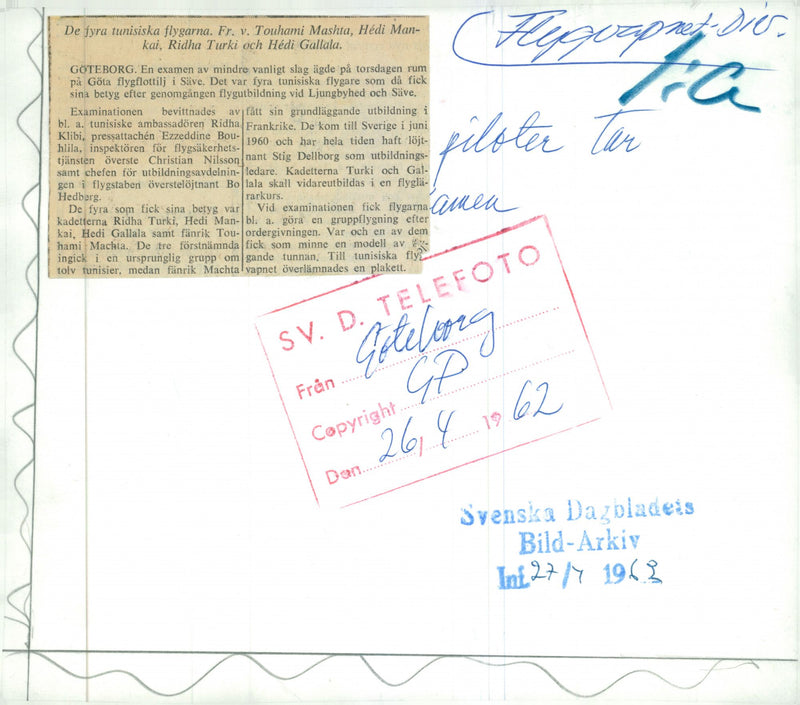 De fyra tunisiska flygarna. Fr. v. Touhami Mashta, Hédi Man-
kai, Ridha Turki och Hédi Gallala.
GÖTEBORG. En examen av mindre vanligt slag ägde på torsdagen rum
på Göta flygflottilj i Säve. Det var fyra tunisiska flygare som då fick
sina betyg efter genomgången flygutbildning vid Ljungbyhed och Säve.
Examinationen bevittnades av
bl. a. tunisiske ambassadören Ridha
Klibi, pressattachén Ezzeddine Bou-
hlila, inspektören för flygsäkerhets-
tjänsten överste Christian Nilsson
samt chefen för utbildningsavdelnin-
gen i flygstaben överstelöjtnant Bo
Hedberg.
De fyra som fick sina betyg var
kadetterna Ridha Turki, Hedi Man-
kai, Hedi Gallala samt fänrik Tou-
hami Machta. De tre förstnämnda
ingick i en ursprunglig grupp om
tolv tunisier, medan fänrik Machta
fått sin grundläggande utbildning i
Frankrike. De kom till Sverige i juni
1960 och har hela tiden haft löjt-
nant Stig Dellborg som utbildnings-
ledare. Kadetterna Turki och Gal-
lala skall vidareutbildas i en flyglä-
rarkurs.
Vid examinationen fick flygarna
bl. a. göra en gruppflygning efter
ordergivningen. Var och en av dem
fick som minne en modell av fly-
gande tunnan. Till tunisiska flyg-
vapnet överlämnades en plakett.
Flygvapnet-Div.
piloter tar
amen
SV. D. TELEFOTO
Från Göteborg
Copyright GP
Den 26/4 1962
Svenska Dagbladets
Bild-Arkiv
Inf. 27/4 1962